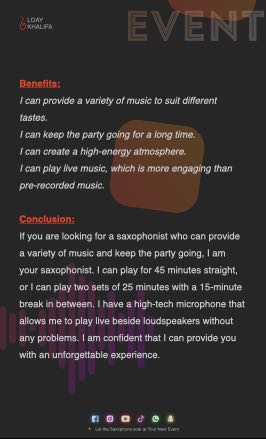 LOAY
KHALIFA
EVENT
Benefits:
I can provide a variety of music to suit different
tastes.
I can keep the party going for a long time.
I can create a high-energy atmosphere.
I can play live music, which is more engaging than
pre-recorded music.
Conclusion:
If you are looking for a saxophonist who can provide
a variety of music and keep the party going, I am
your saxophonist. I can play for 45 minutes straight,
or I can play two sets of 25 minutes with a 15-minute
break in between. I have a high-tech microphone that
allows me to play live beside loudspeakers without
any problems. I am confident that I can provide you
with an unforgettable experience.
Let the Saxophone soar at Your Next Event